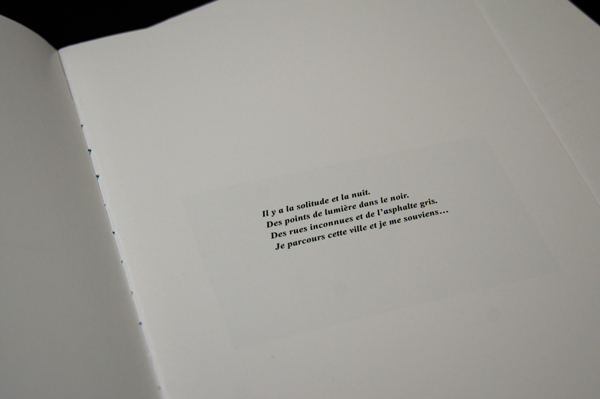 Il y a la solitude et la nuit.
Des points de lumière dans le noir.
Des rues inconnues et de l'asphalte gris.
Je parcours cette ville et je me souviens...